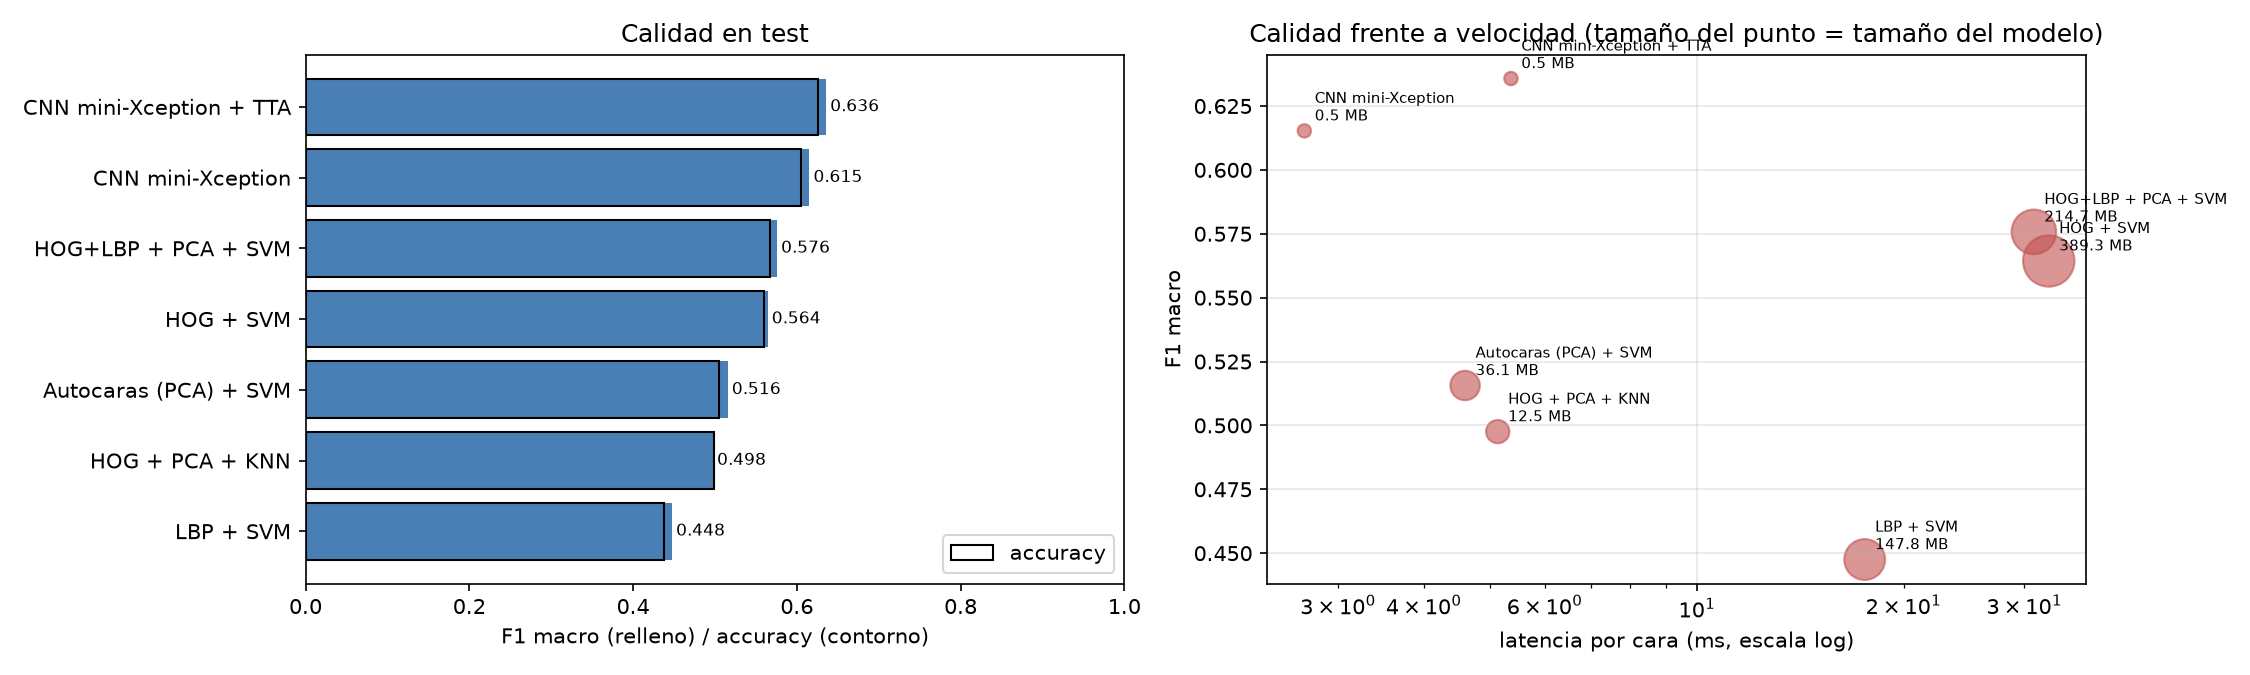 Calidad en test
CNN mini-Xception + TTA
0.636
CNN mini-Xception
0.615
HOG+LBP + PCA + SVM
0.576
HOG + SVM
0.564
Autocaras (PCA) + SVM
0.516
HOG + PCA + KNN
0.498
LBP + SVM
0.448
accuracy
0.0 0.2 0.4 0.6 0.8 1.0
F1 macro (relleno) / accuracy (contorno)
Calidad frente a velocidad (tamaño del punto = tamaño del modelo)
CNN mini-Xception + TTA
0.5 MB
CNN mini-Xception
0.5 MB
HOG+LBP + PCA + SVM
214.7 MB
HOG + SVM
389.3 MB
Autocaras (PCA) + SVM
36.1 MB
HOG + PCA + KNN
12.5 MB
LBP + SVM
147.8 MB
F1 macro
0.625
0.600
0.575
0.550
0.525
0.500
0.475
0.450
3 × 10⁰ 4 × 10⁰ 6 × 10⁰ 10¹ 2 × 10¹ 3 × 10¹
latencia por cara (ms, escala log)